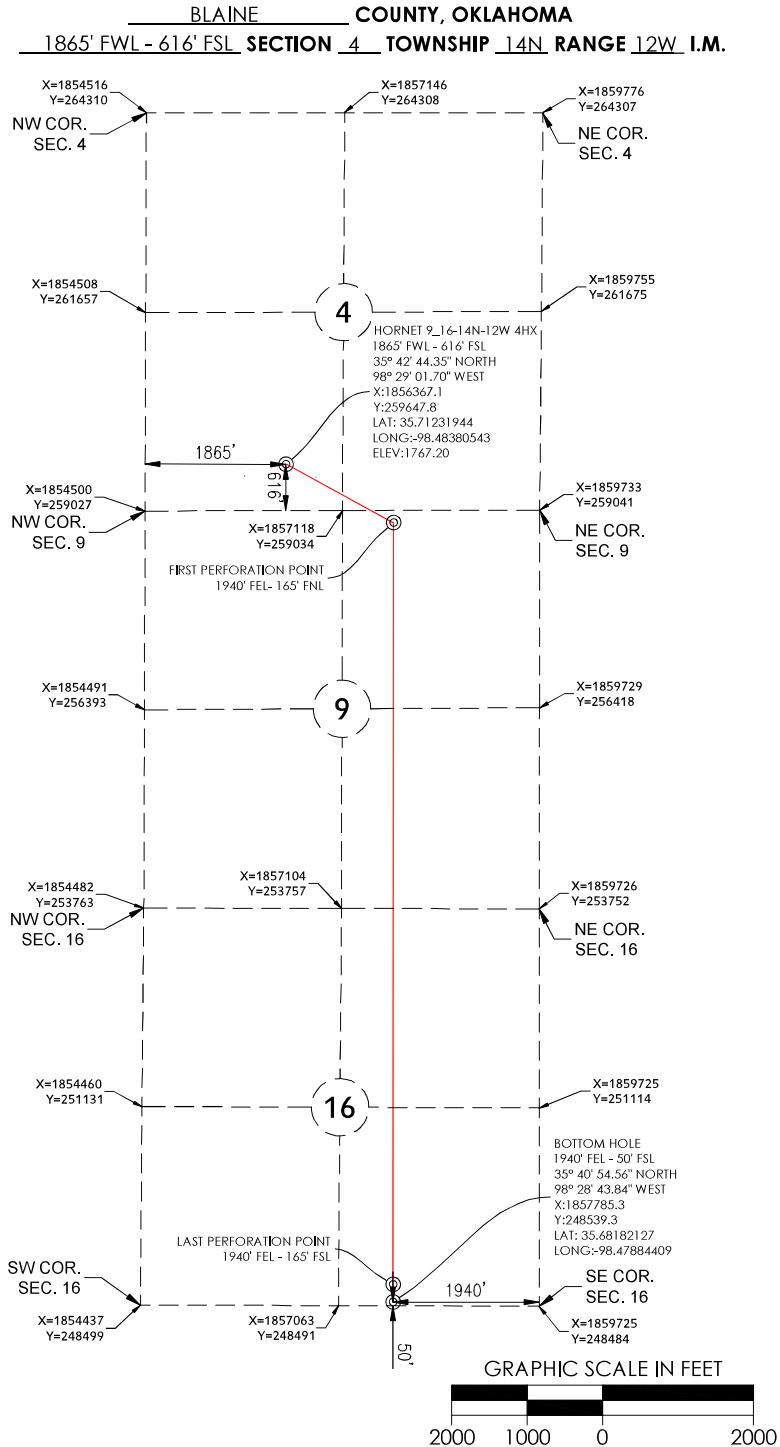 BLAINE COUNTY, OKLAHOMA
1865' FWL - 616' FSL SECTION 4 TOWNSHIP 14N RANGE 12W I.M.
X=1854516
Y=264310
NW COR.
SEC. 4
X=1857146
Y=264308
X=1859776
Y=264307
NE COR.
SEC. 4
X=1854508
Y=261657
4
X=1859755
Y=261675
HORNET 9_16-14N-12W 4HX
1865' FWL - 616' FSL
35° 42' 44.35" NORTH
98° 29' 01.70" WEST
X:1856367.1
Y:259647.8
LAT: 35.71231944
LONG:-98.48380543
ELEV:1767.20
1865'
616'
X=1854500
Y=259027
NW COR.
SEC. 9
X=1857118
Y=259034
X=1859733
Y=259041
NE COR.
SEC. 9
FIRST PERFORATION POINT
1940' FEL- 165' FNL
X=1854491
Y=256393
9
X=1859729
Y=256418
X=1854482
Y=253763
NW COR.
SEC. 16
X=1857104
Y=253757
X=1859726
Y=253752
NE COR.
SEC. 16
X=1854460
Y=251131
16
X=1859725
Y=251114
BOTTOM HOLE
1940' FEL - 50' FSL
35° 40' 54.56" NORTH
98° 28' 43.84" WEST
X:1857785.3
Y:248539.3
LAT: 35.68182127
LONG:-98.47884409
LAST PERFORATION POINT
1940' FEL - 165' FSL
SW COR.
SEC. 16
X=1854437
Y=248499
X=1857063
Y=248491
1940'
SE COR.
SEC. 16
X=1859725
Y=248484
50'
GRAPHIC SCALE IN FEET
2000 1000 0 2000